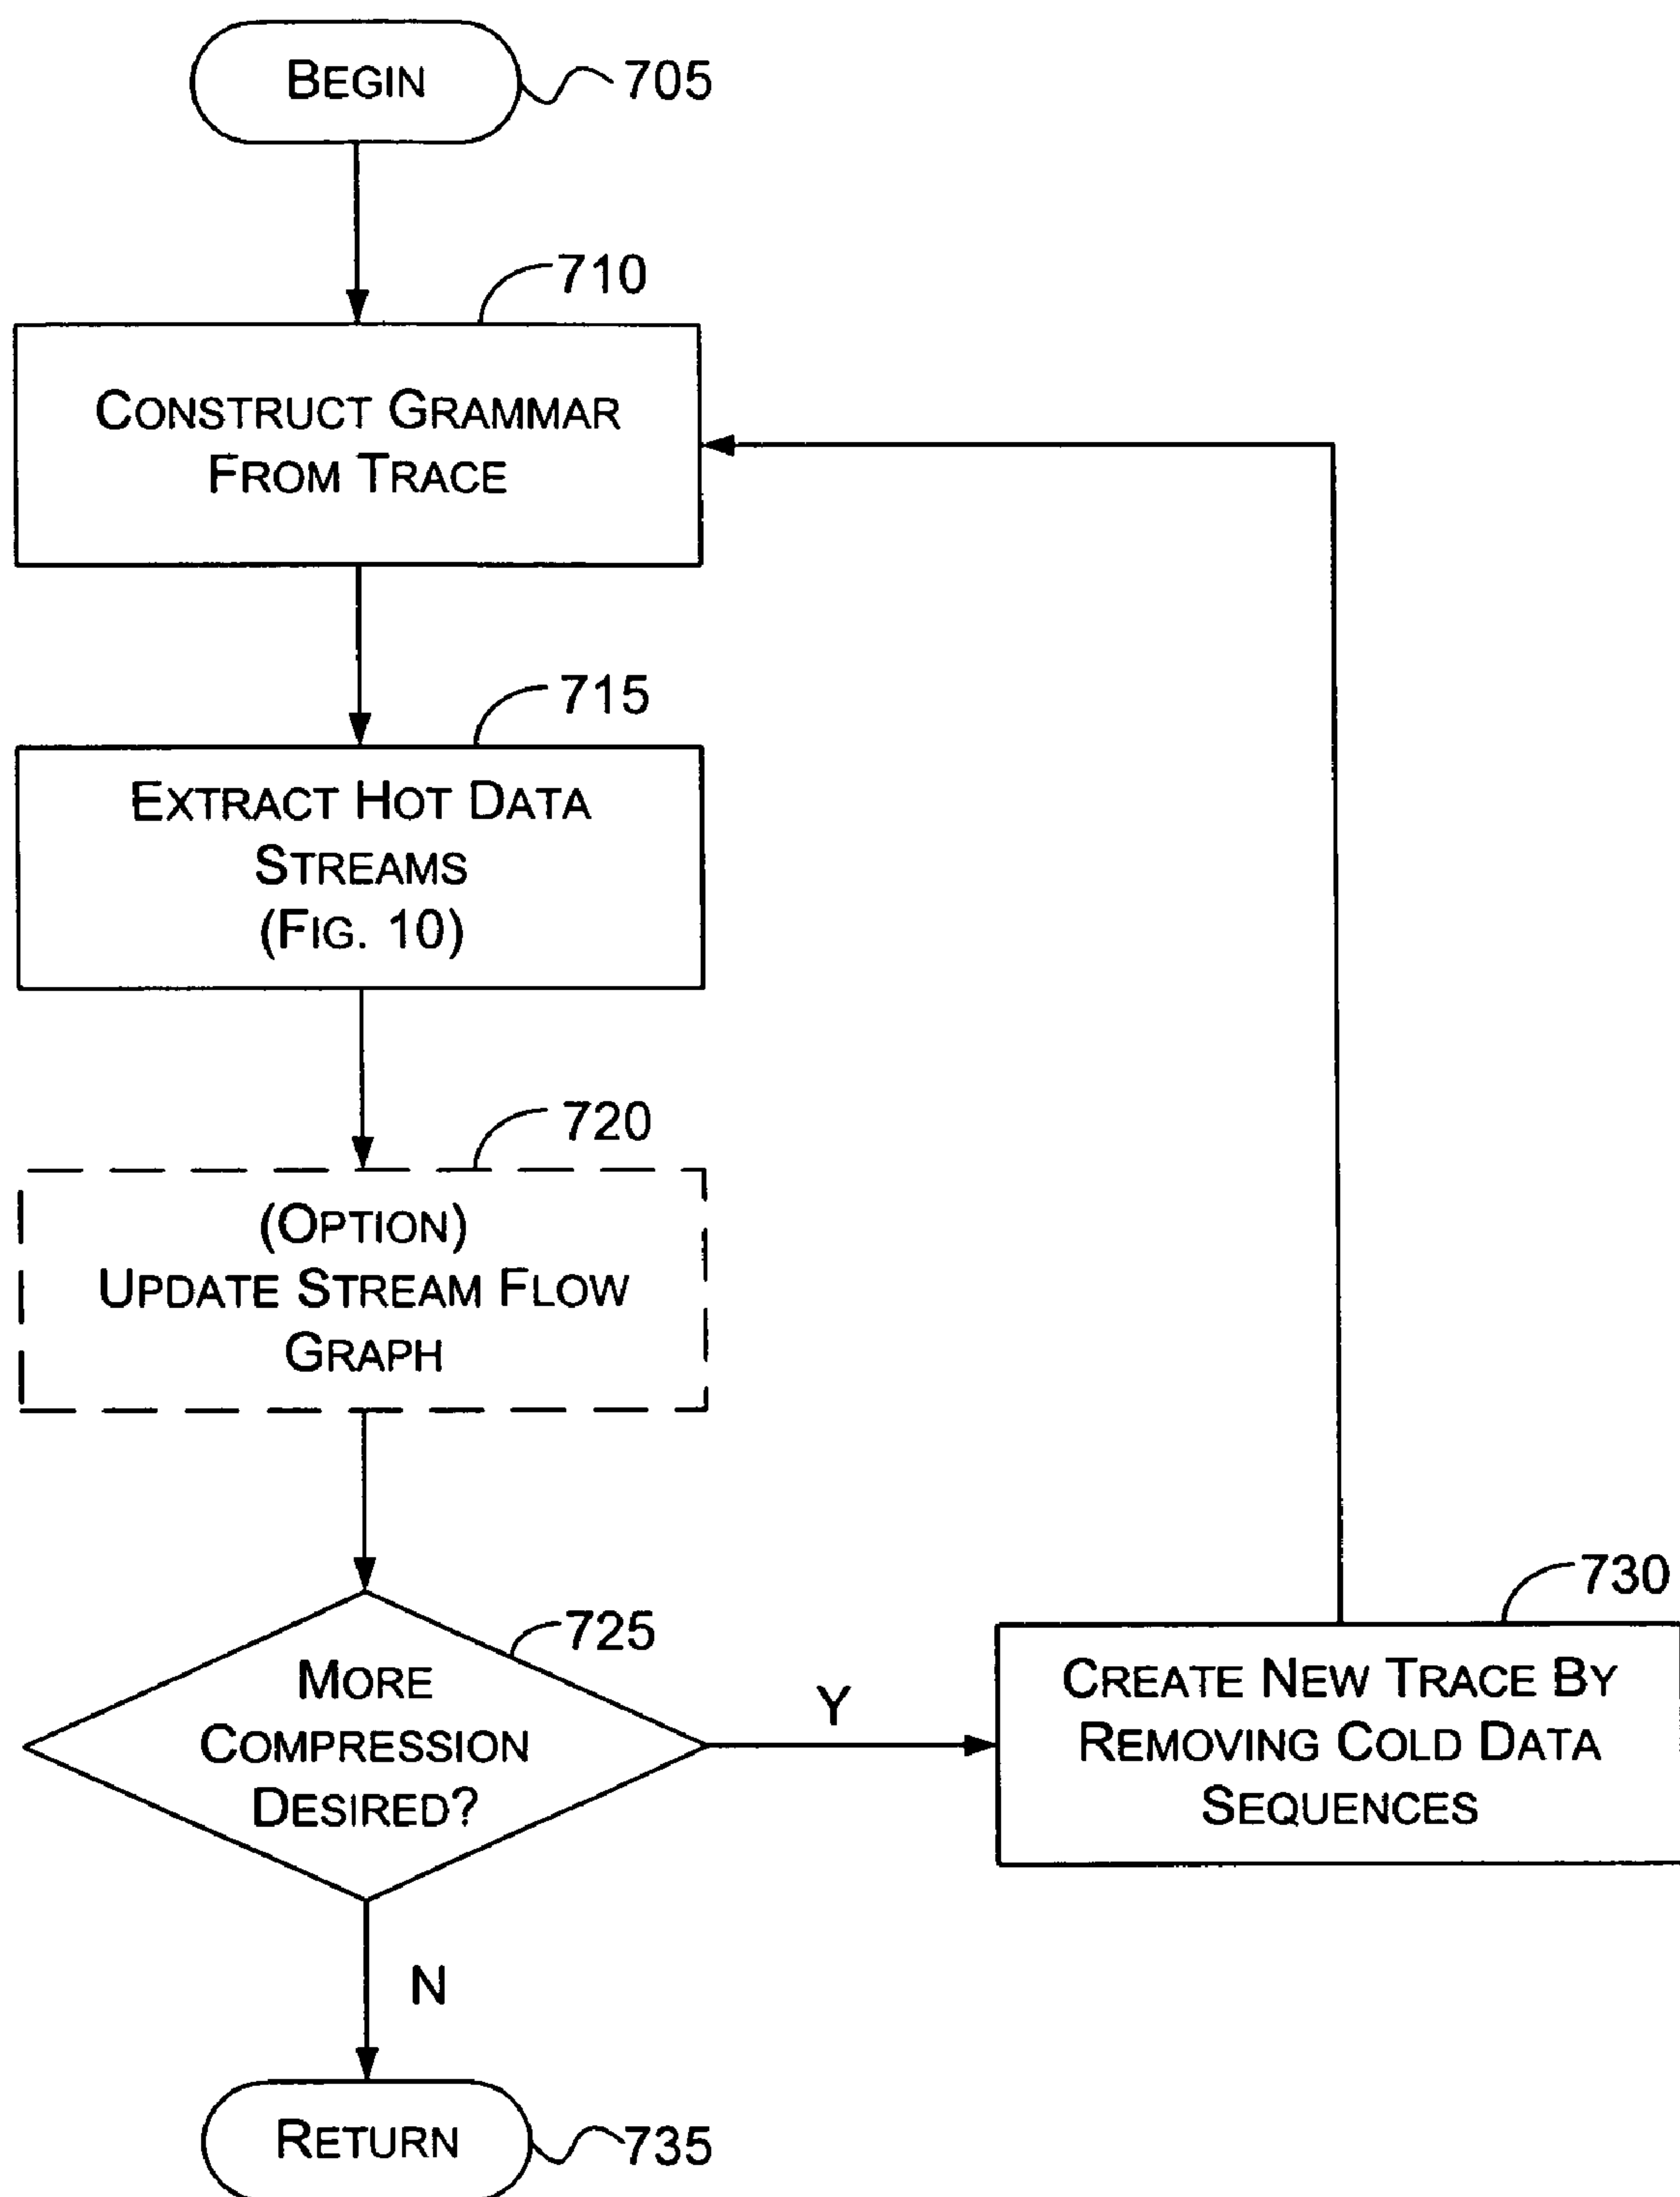 BEGIN
705
710
CONSTRUCT GRAMMAR
FROM TRACE
715
EXTRACT HOT DATA
STREAMS
(FIG. 10)
720
(OPTION)
UPDATE STREAM FLOW
GRAPH
725
MORE
COMPRESSION
DESIRED?
Y
730
CREATE NEW TRACE BY
REMOVING COLD DATA
SEQUENCES
N
RETURN
735